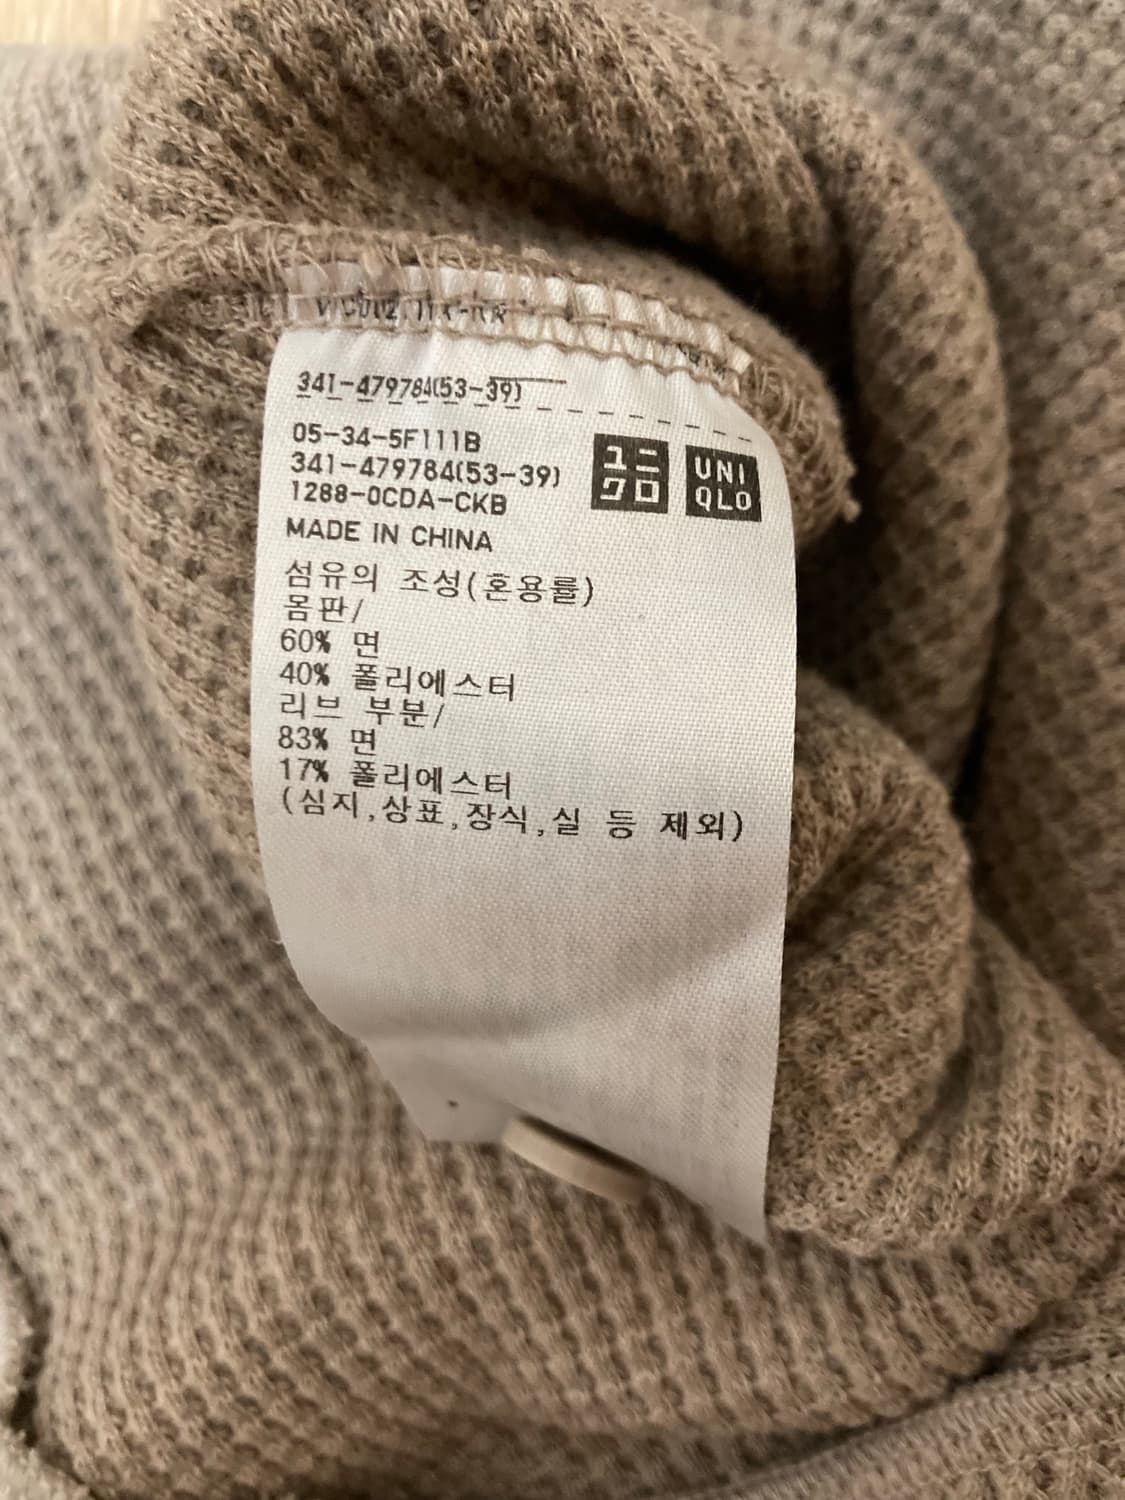 341-479784(53-39)
05-34-5F111B
341-479784(53-39)
1288-0CDA-CKB
MADE IN CHINA
ユニ
クロ
UNI
QLO
섬유의 조성(혼용률)
몸판/
60% 면
40% 폴리에스터
리브 부분/
83% 면
17% 폴리에스터
(심지,상표,장식,실 등 제외)